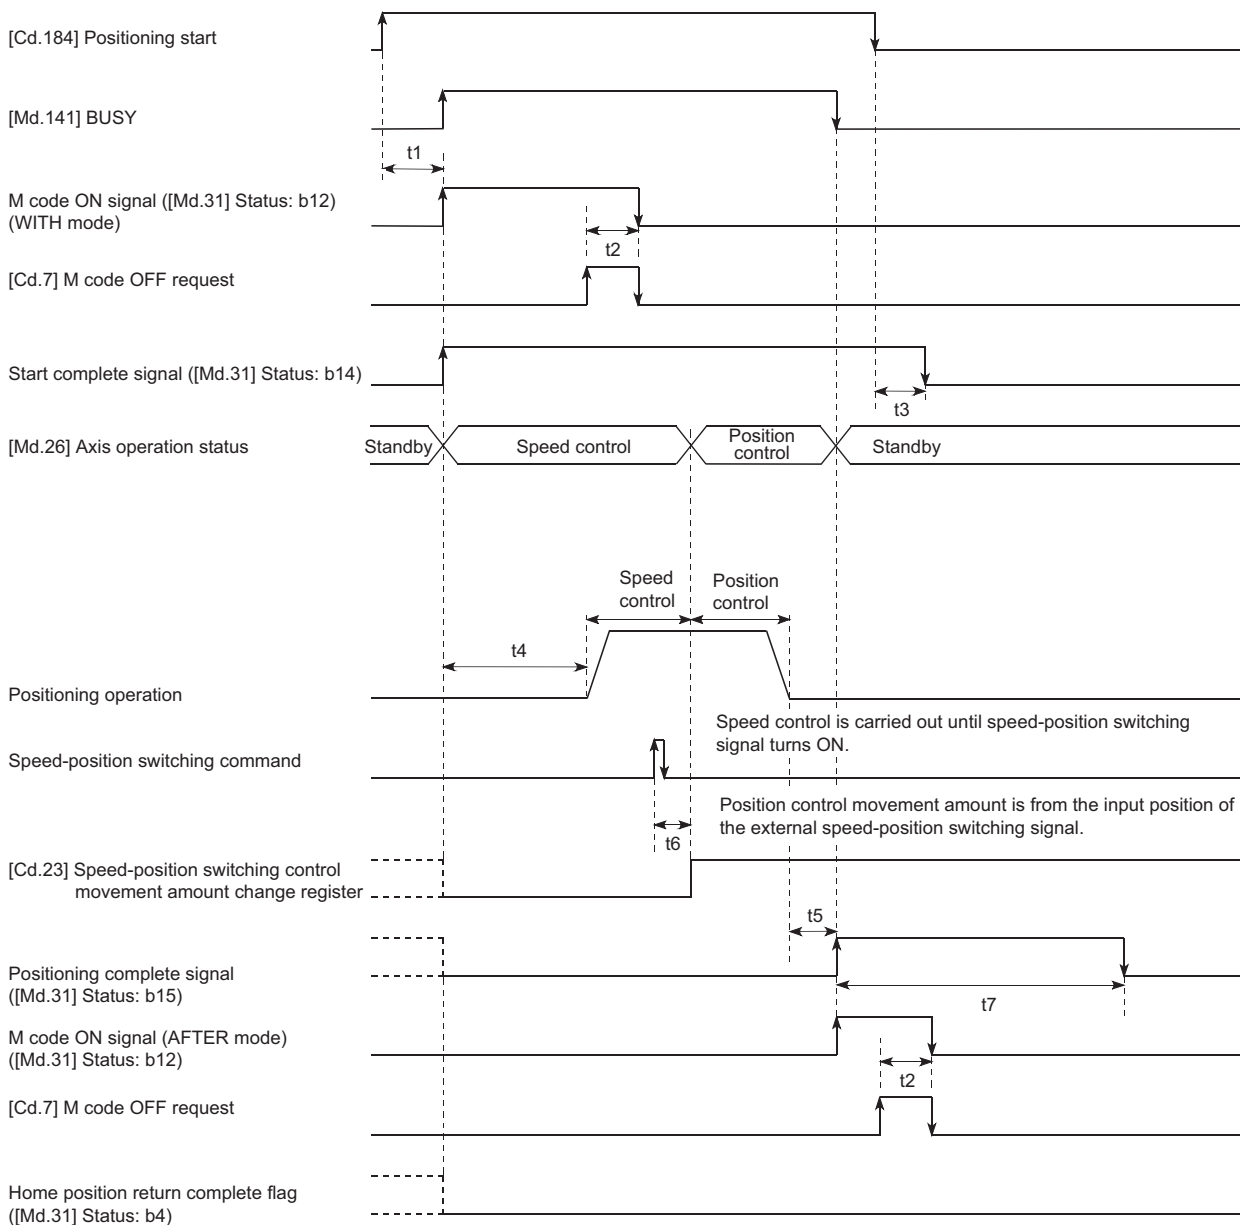 [Cd.184] Positioning start
[Md.141] BUSY
t1
M code ON signal ([Md.31] Status: b12)
(WITH mode)
t2
[Cd.7] M code OFF request
Start complete signal ([Md.31] Status: b14)
t3
[Md.26] Axis operation status
Standby
Speed control
Position
control
Standby
Speed
control
Position
control
t4
Positioning operation
Speed control is carried out until speed-position switching
signal turns ON.
Speed-position switching command
Position control movement amount is from the input position of
the external speed-position switching signal.
t6
[Cd.23] Speed-position switching control
movement amount change register
t5
Positioning complete signal
([Md.31] Status: b15)
t7
M code ON signal (AFTER mode)
([Md.31] Status: b12)
t2
[Cd.7] M code OFF request
Home position return complete flag
([Md.31] Status: b4)